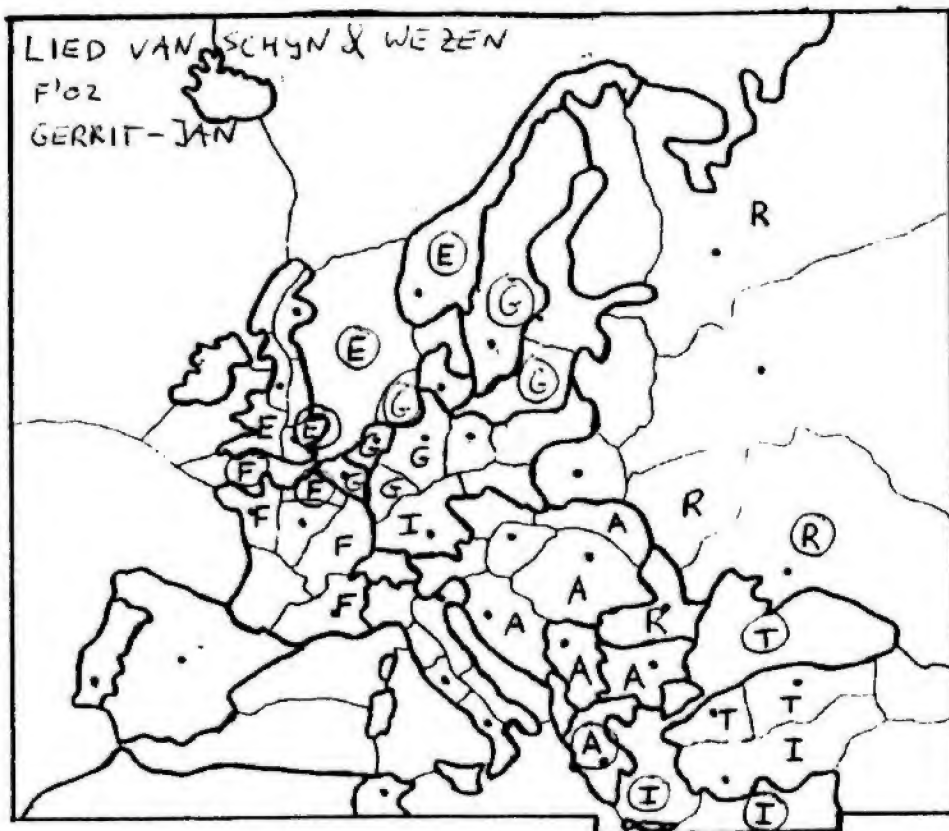 LIED VAN SCHYN & WEZEN
F'02
GERRIT-JAN
R
E
G
E
G
G
E E
G G
F E G G
R
F I A
R
F
A
F R
A
T
A A
T
T
A I
I I